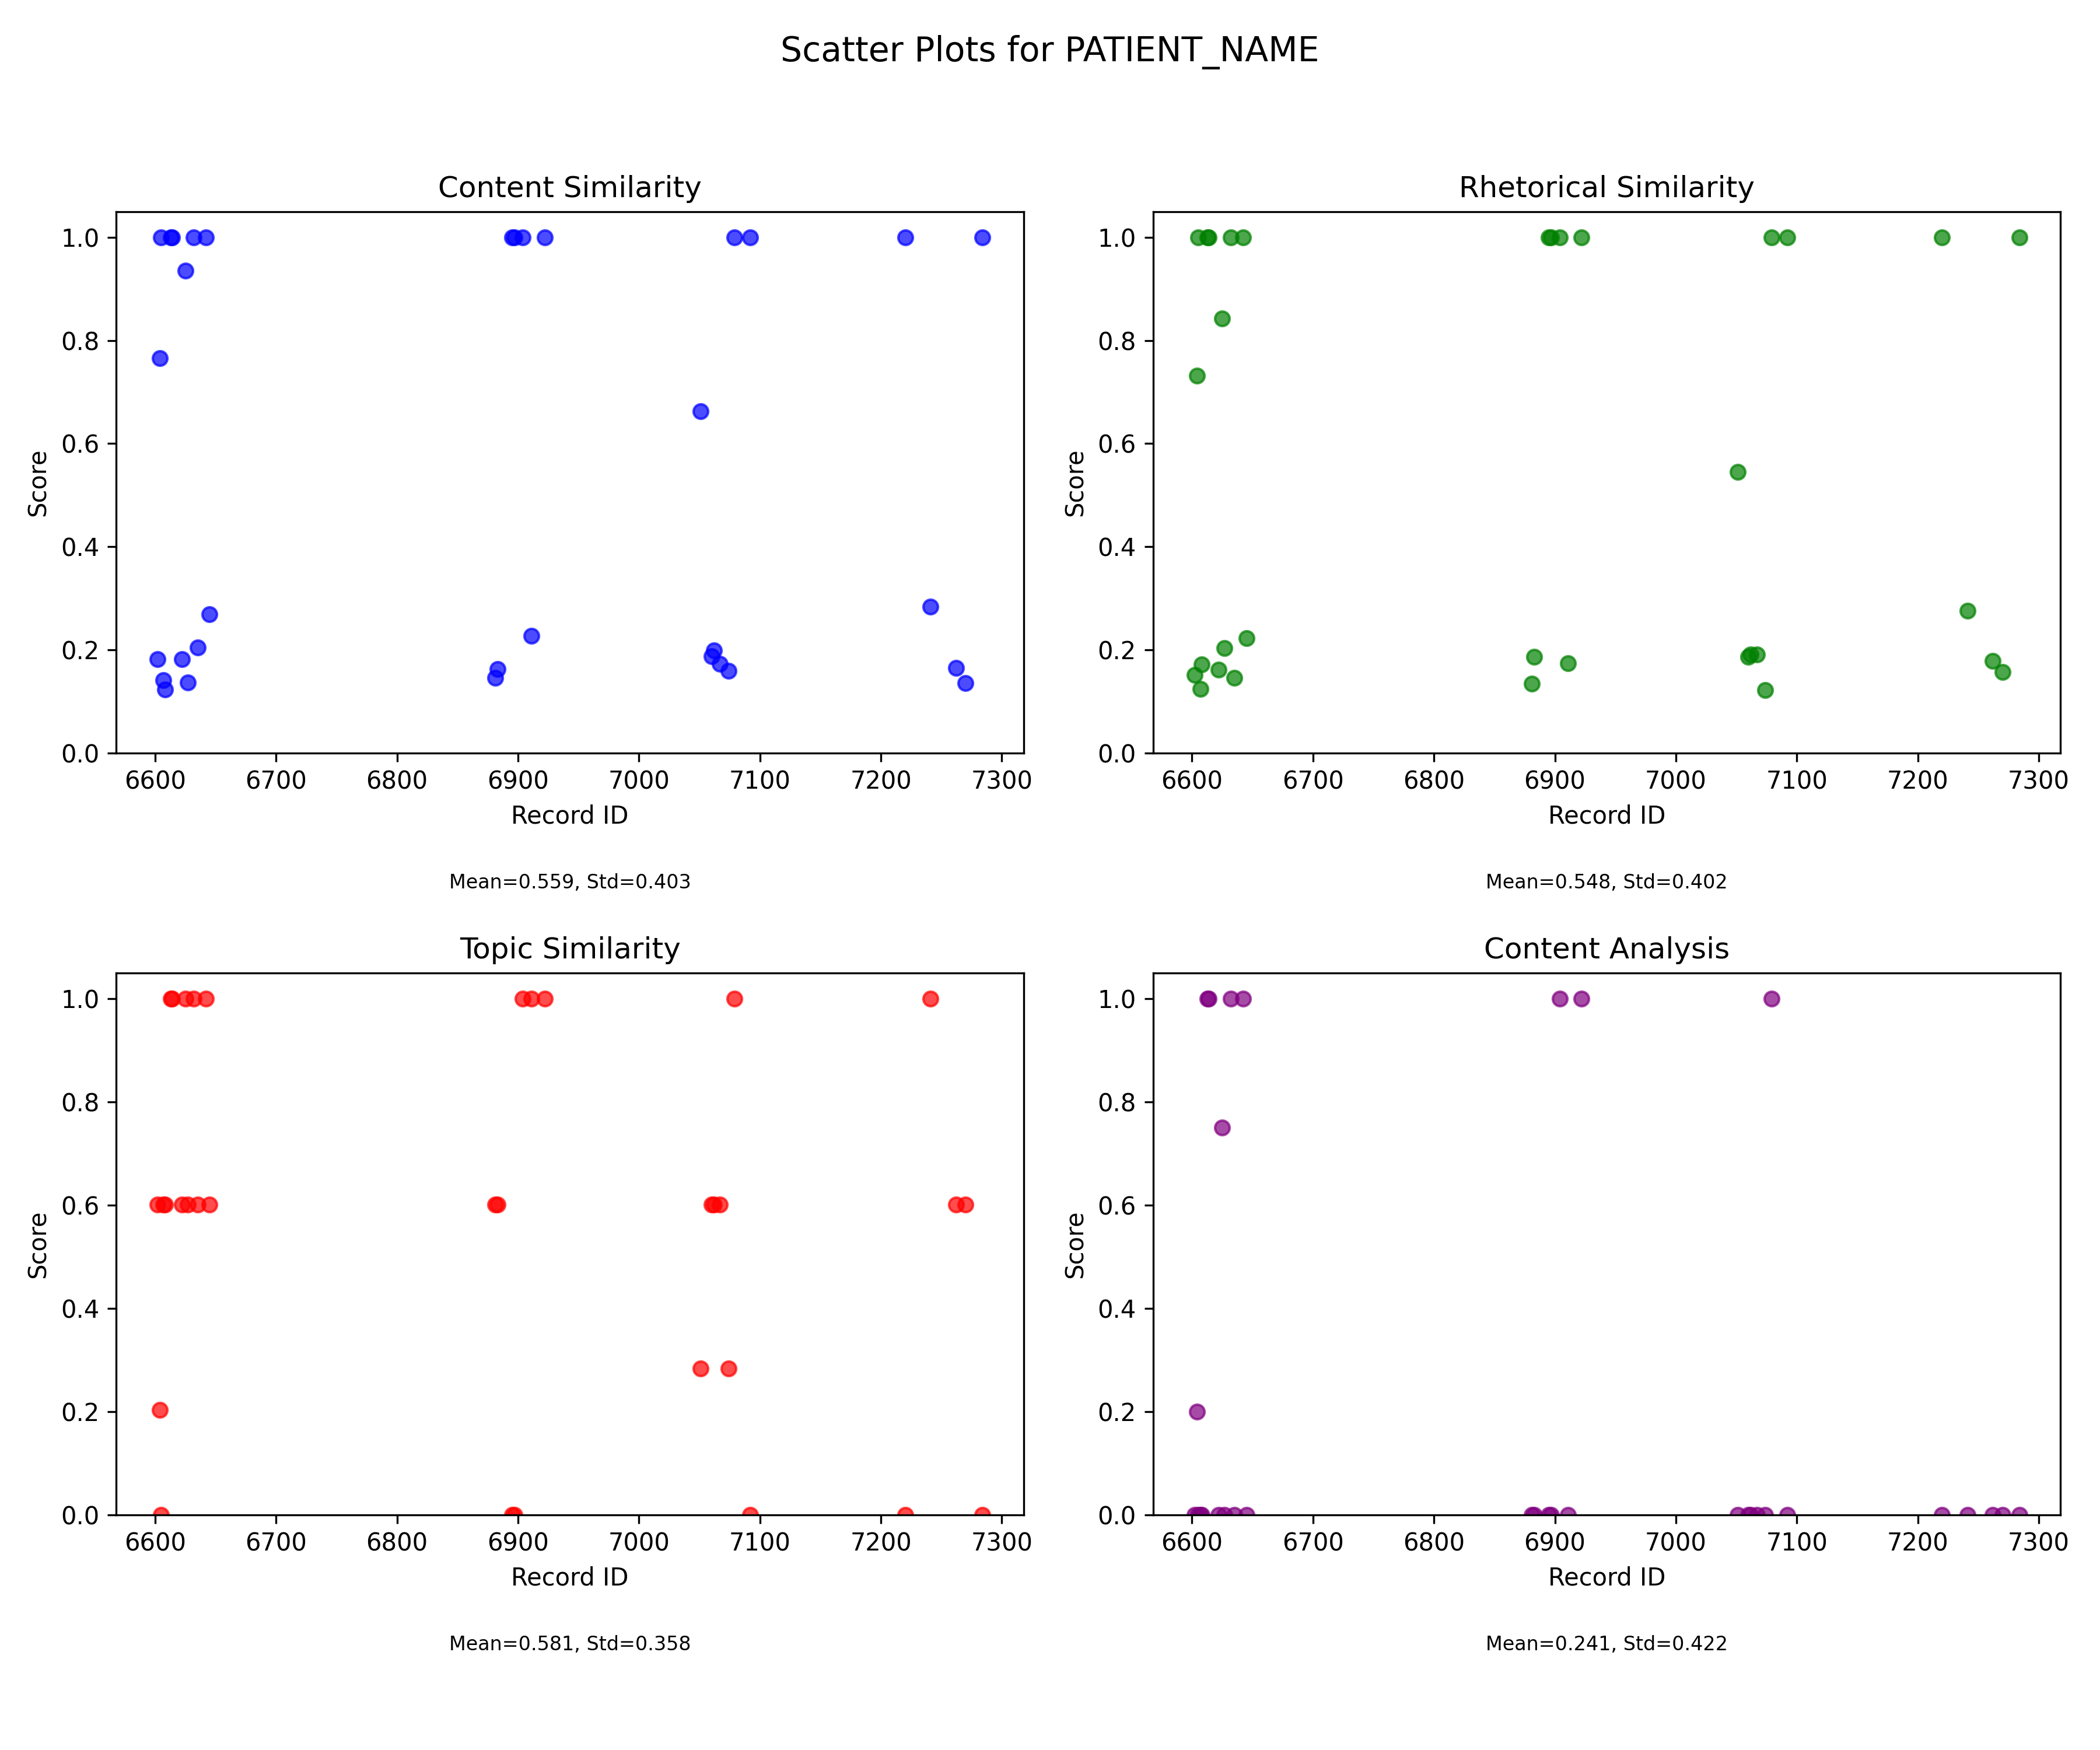 Scatter Plots for PATIENT_NAME
Content Similarity
1.0
0.8
0.6
0.4
0.2
0.0
Score
6600 6700 6800 6900 7000 7100 7200 7300
Record ID
Mean=0.559, Std=0.403
Rhetorical Similarity
1.0
0.8
0.6
0.4
0.2
0.0
Score
6600 6700 6800 6900 7000 7100 7200 7300
Record ID
Mean=0.548, Std=0.402
Topic Similarity
1.0
0.8
0.6
0.4
0.2
0.0
Score
6600 6700 6800 6900 7000 7100 7200 7300
Record ID
Mean=0.581, Std=0.358
Content Analysis
1.0
0.8
0.6
0.4
0.2
0.0
Score
6600 6700 6800 6900 7000 7100 7200 7300
Record ID
Mean=0.241, Std=0.422